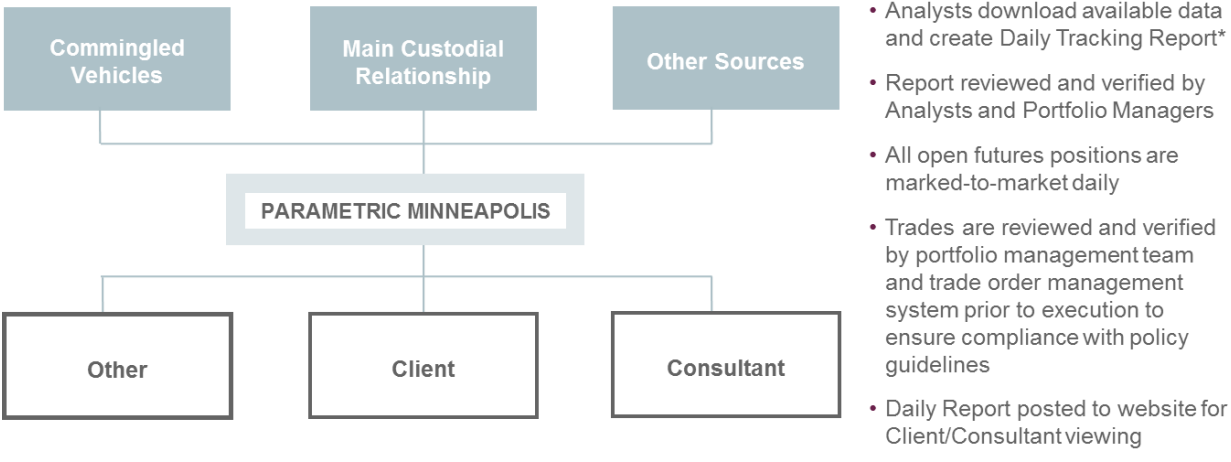 Commingled
Vehicles
Main Custodial
Relationship
Other Sources
PARAMETRIC MINNEAPOLIS
Other
Client
Consultant
• Analysts download available data
and create Daily Tracking Report*
• Report reviewed and verified by
Analysts and Portfolio Managers
• All open futures positions are
marked-to-market daily
• Trades are reviewed and verified
by portfolio management team
and trade order management
system prior to execution to
ensure compliance with policy
guidelines
• Daily Report posted to website for
Client/Consultant viewing